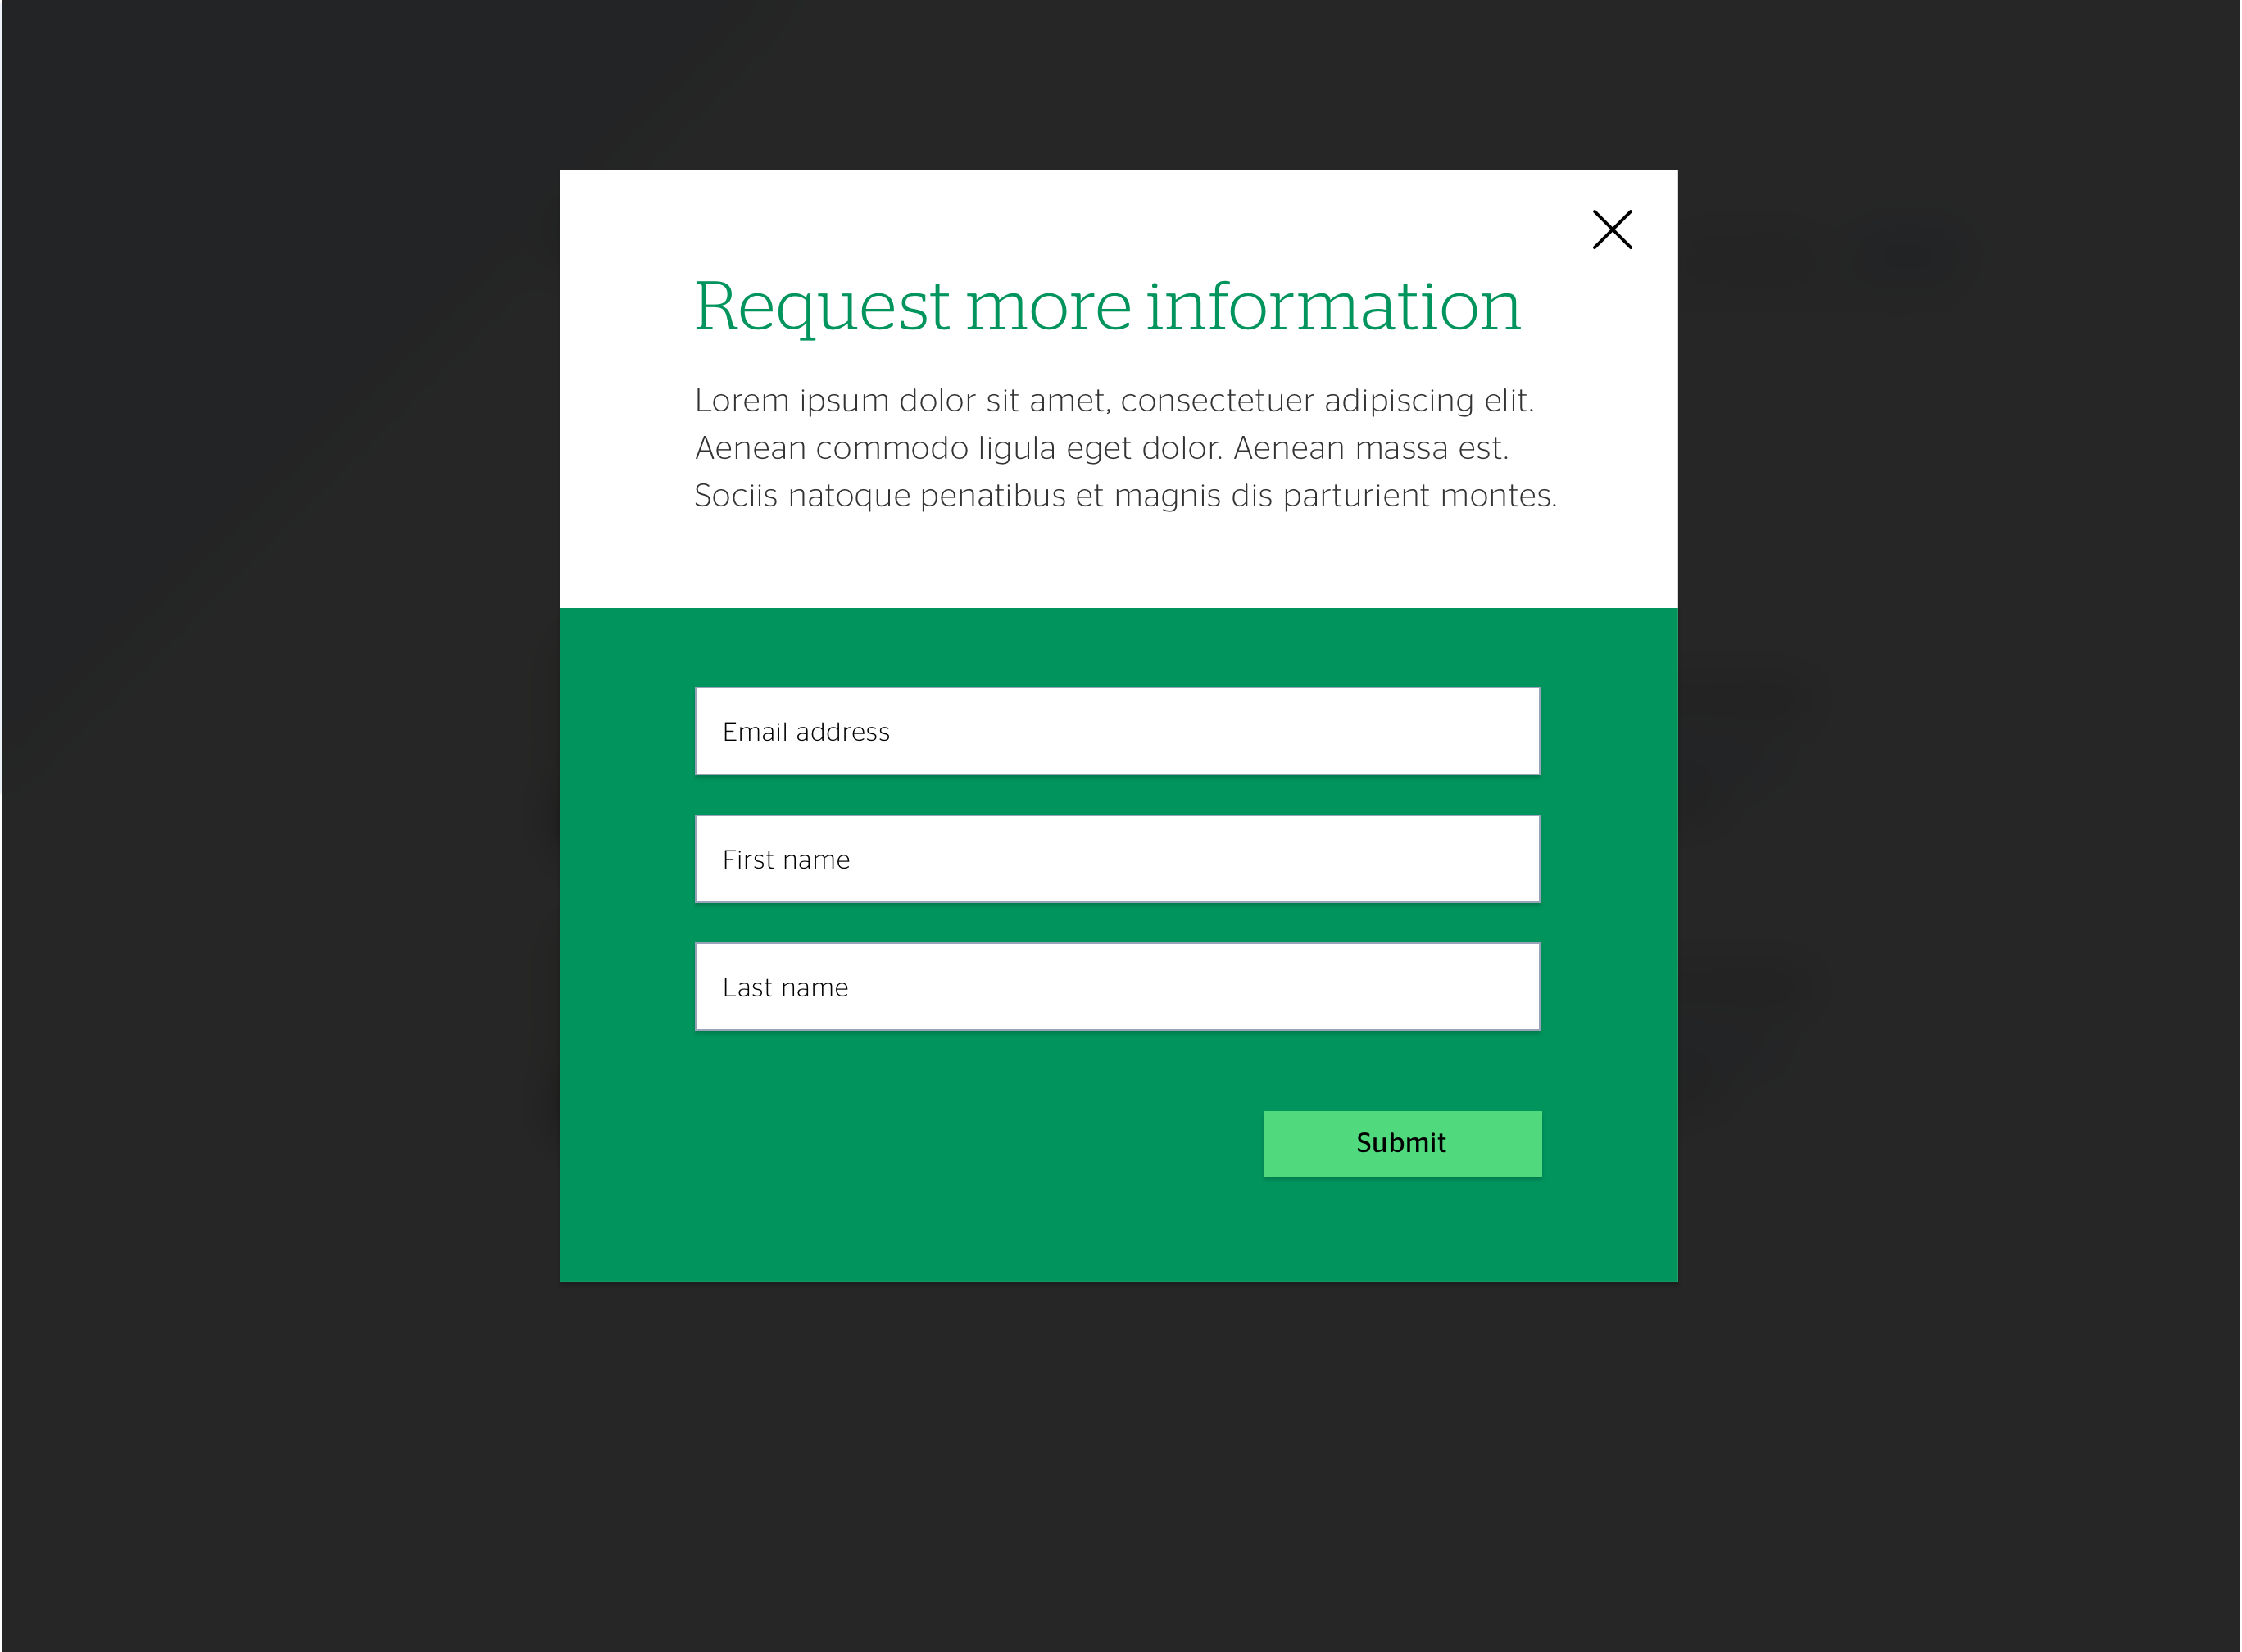 Request more information
Lorem ipsum dolor sit amet, consectetuer adipiscing elit.
Aenean commodo ligula eget dolor. Aenean massa est.
Sociis natoque penatibus et magnis dis parturient montes.
Email address
First name
Last name
Submit